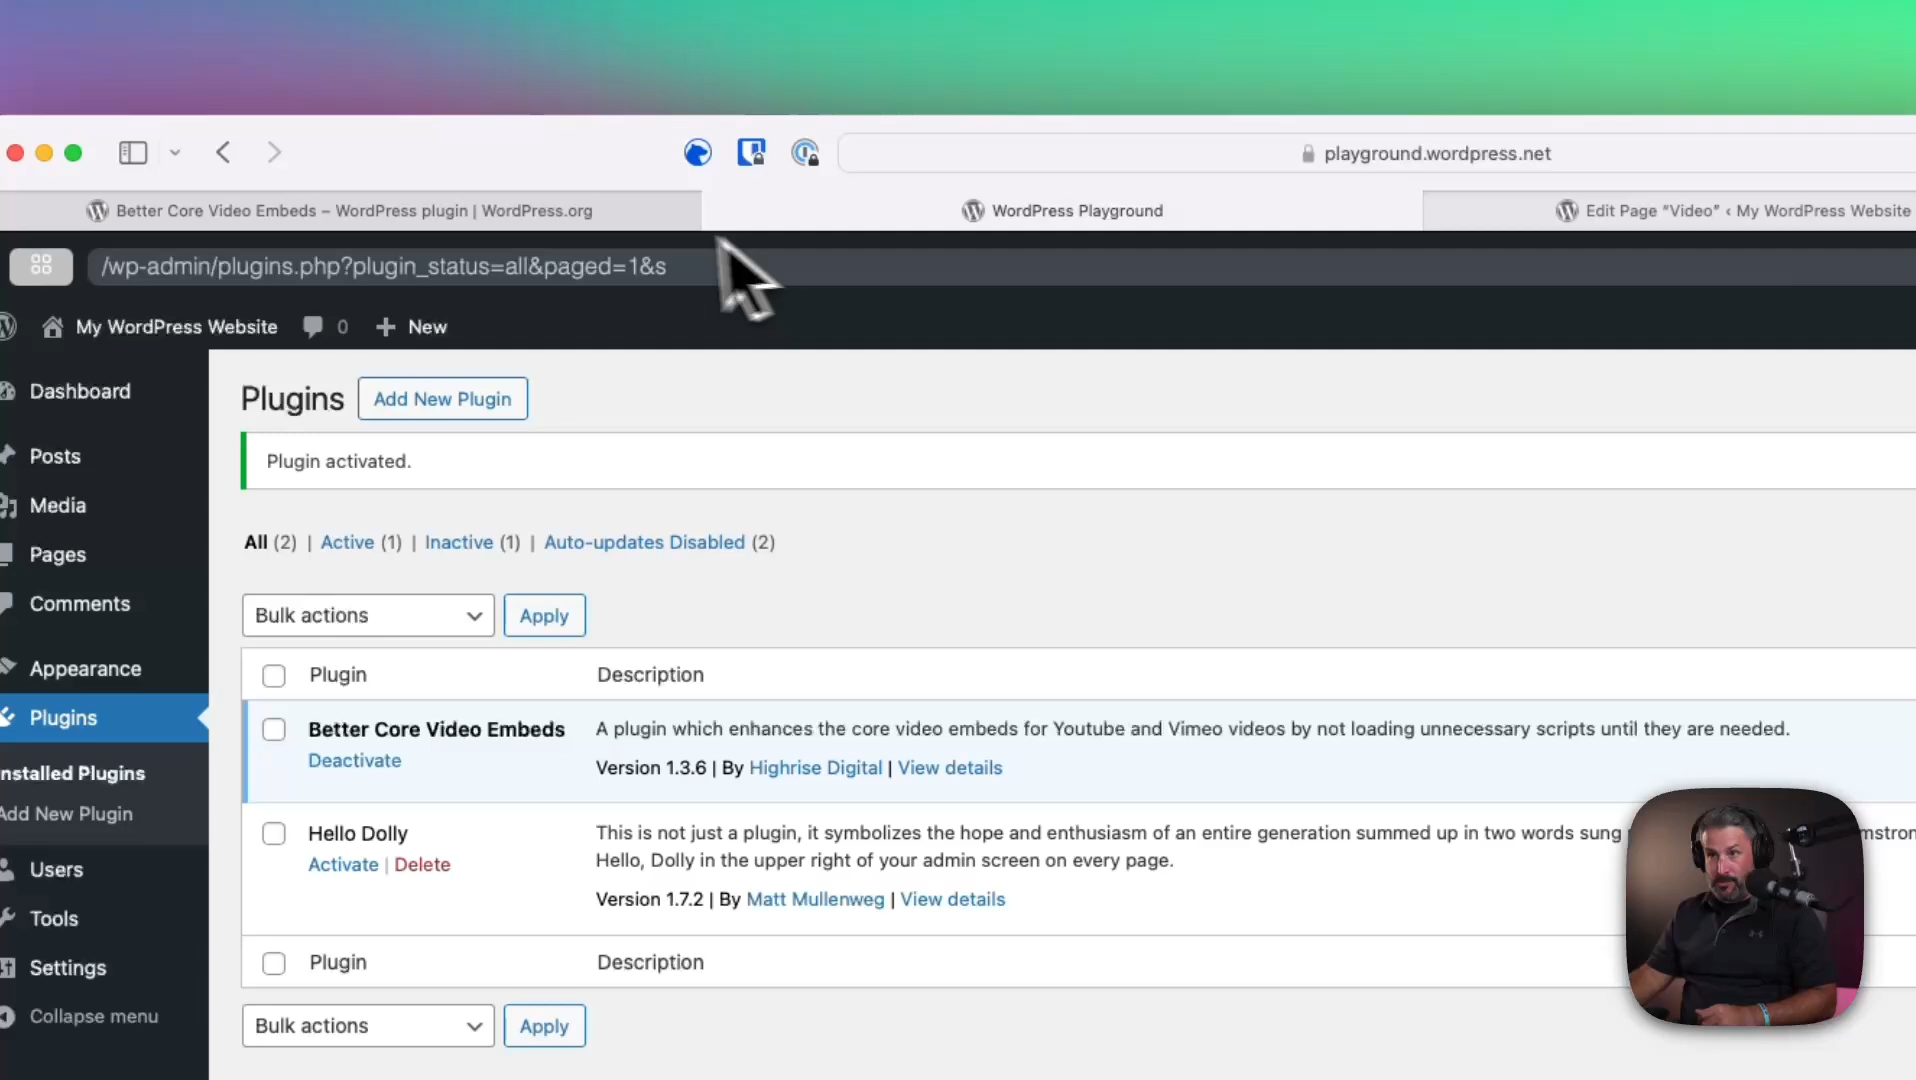 playground.wordpress.net
Better Core Video Embeds – WordPress plugin | WordPress.org
WordPress Playground
Edit Page “Video” ‹ My WordPress Website
/wp-admin/plugins.php?plugin_status=all&paged=1&s
My WordPress Website
0
New
Dashboard
Posts
Media
Pages
Comments
Appearance
Plugins
nstalled Plugins
Add New Plugin
Users
Tools
Settings
Collapse menu
Plugins
Add New Plugin
Plugin activated.
All (2) | Active (1) | Inactive (1) | Auto-updates Disabled (2)
Bulk actions
Apply
Plugin
Description
Better Core Video Embeds
Deactivate
A plugin which enhances the core video embeds for Youtube and Vimeo videos by not loading unnecessary scripts until they are needed.
Version 1.3.6 | By Highrise Digital | View details
Hello Dolly
Activate | Delete
This is not just a plugin, it symbolizes the hope and enthusiasm of an entire generation summed up in two words sung mstron
Hello, Dolly in the upper right of your admin screen on every page.
Version 1.7.2 | By Matt Mullenweg | View details
Plugin
Description
Bulk actions
Apply